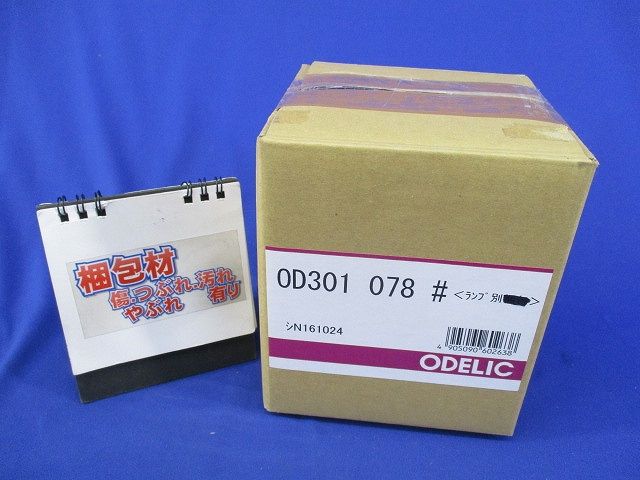 梱包材
傷・つぶれ・汚れ
やぶれ 有り
OD301 078 # <ランプ別 >
シN161024
4 905090 602638
ODELIC